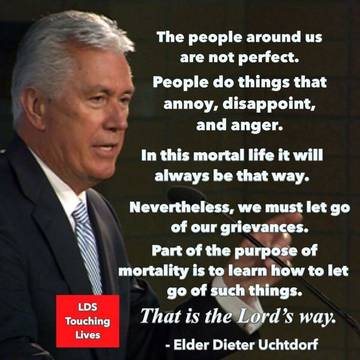 The people around us
are not perfect.
People do things that
annoy, disappoint,
and anger.
In this mortal life it will
always be that way.
Nevertheless, we must let go
of our grievances.
Part of the purpose of
mortality is to learn how to let
go of such things.
That is the Lord's way.
- Elder Dieter Uchtdorf
LDS
Touching
Lives